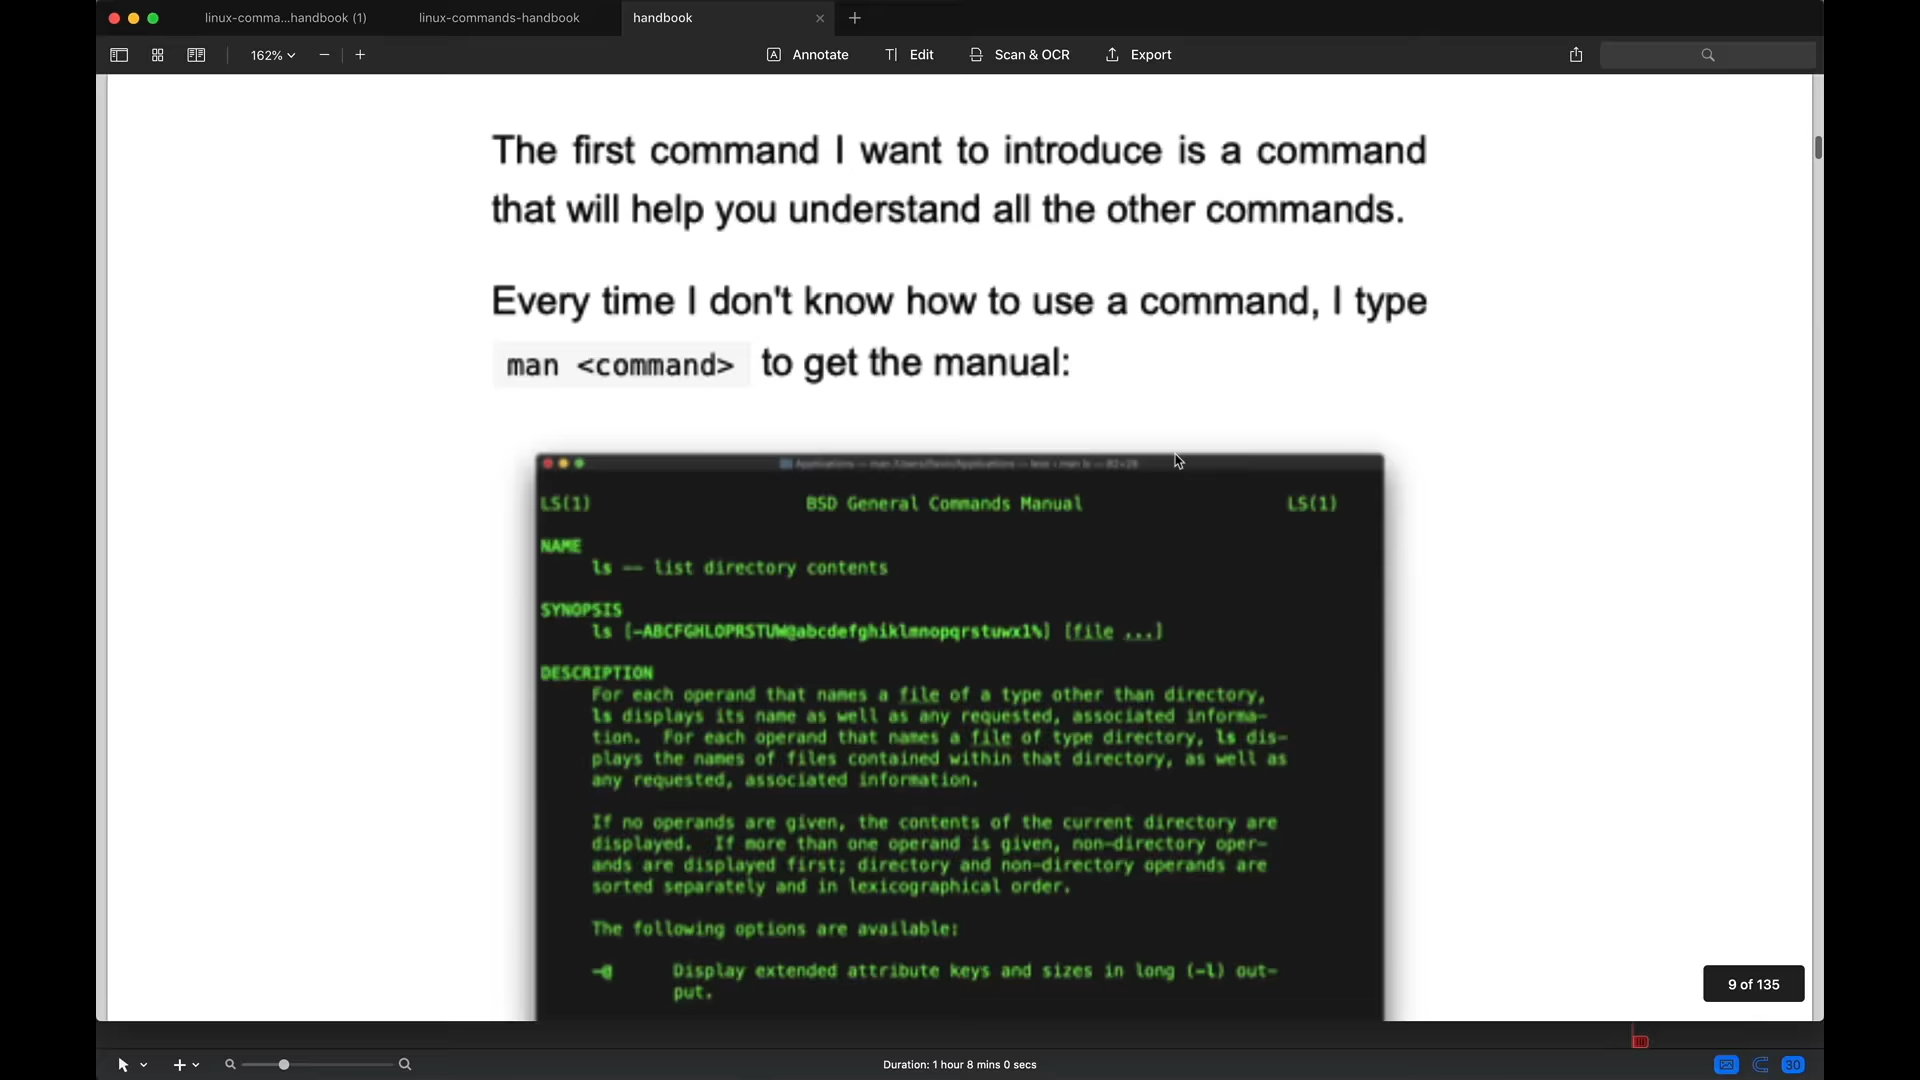 linux-comma...handbook (1)
linux-commands-handbook
handbook
162%
Annotate
Edit
Scan & OCR
Export
The first command I want to introduce is a command
that will help you understand all the other commands.
Every time I don't know how to use a command, I type
man <command> to get the manual:
LS(1) BSD General Commands Manual LS(1)
NAME
ls -- list directory contents
SYNOPSIS
ls [-ABCFGHLOPRSTUW@abcdefghiklmnopqrstuwx1%] [file ...]
DESCRIPTION
For each operand that names a file of a type other than directory,
ls displays its name as well as any requested, associated informa-
tion. For each operand that names a file of type directory, ls dis-
plays the names of files contained within that directory, as well as
any requested, associated information.
If no operands are given, the contents of the current directory are
displayed. If more than one operand is given, non-directory oper-
ands are displayed first; directory and non-directory operands are
sorted separately and in lexicographical order.
The following options are available:
-@ Display extended attribute keys and sizes in long (-l) out-
put.
9 of 135
Duration: 1 hour 8 mins 0 secs
30